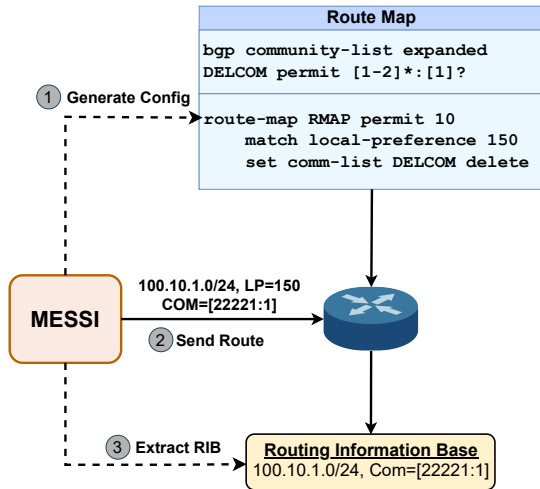 Route Map
bgp community-list expanded
DELCOM permit [1-2]*:[1]?
route-map RMAP permit 10
match local-preference 150
set comm-list DELCOM delete
1 Generate Config
MESSI
100.10.1.0/24, LP=150
COM=[22221:1]
2 Send Route
3 Extract RIB
Routing Information Base
100.10.1.0/24, Com=[22221:1]